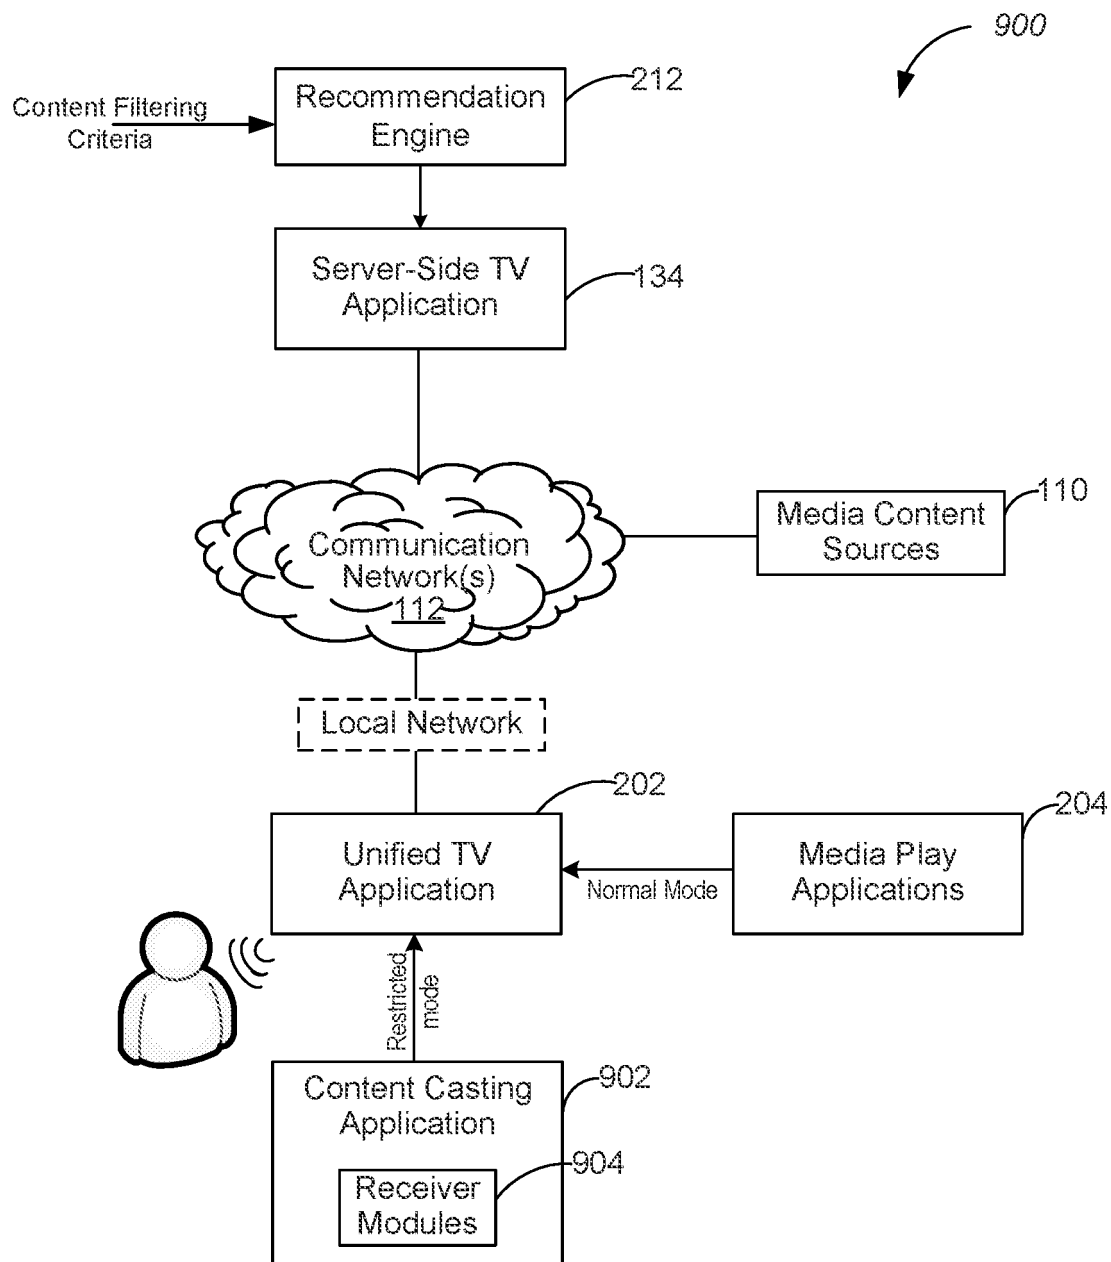 900
212
Recommendation
Engine
Content Filtering
Criteria
Server-Side TV
Application
134
Communication
Network(s)
112
Media Content
Sources
110
Local Network
202
Unified TV
Application
Normal Mode
Media Play
Applications
204
Restricted
mode
Content Casting
Application
902
Receiver
Modules
904